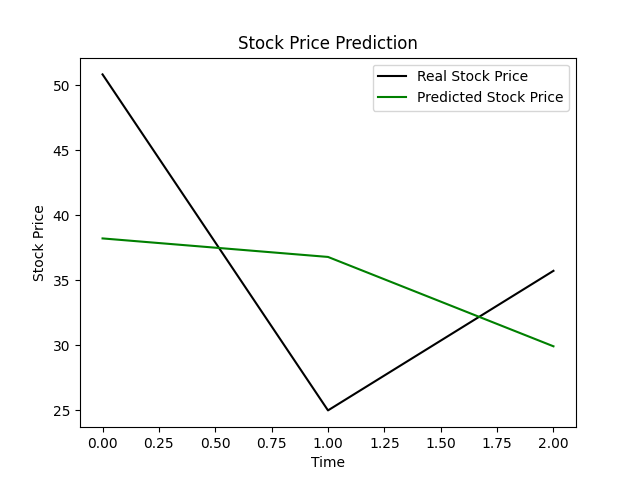 Stock Price Prediction
Real Stock Price
Predicted Stock Price
Stock Price
50
45
40
35
30
25
0.00 0.25 0.50 0.75 1.00 1.25 1.50 1.75 2.00
Time